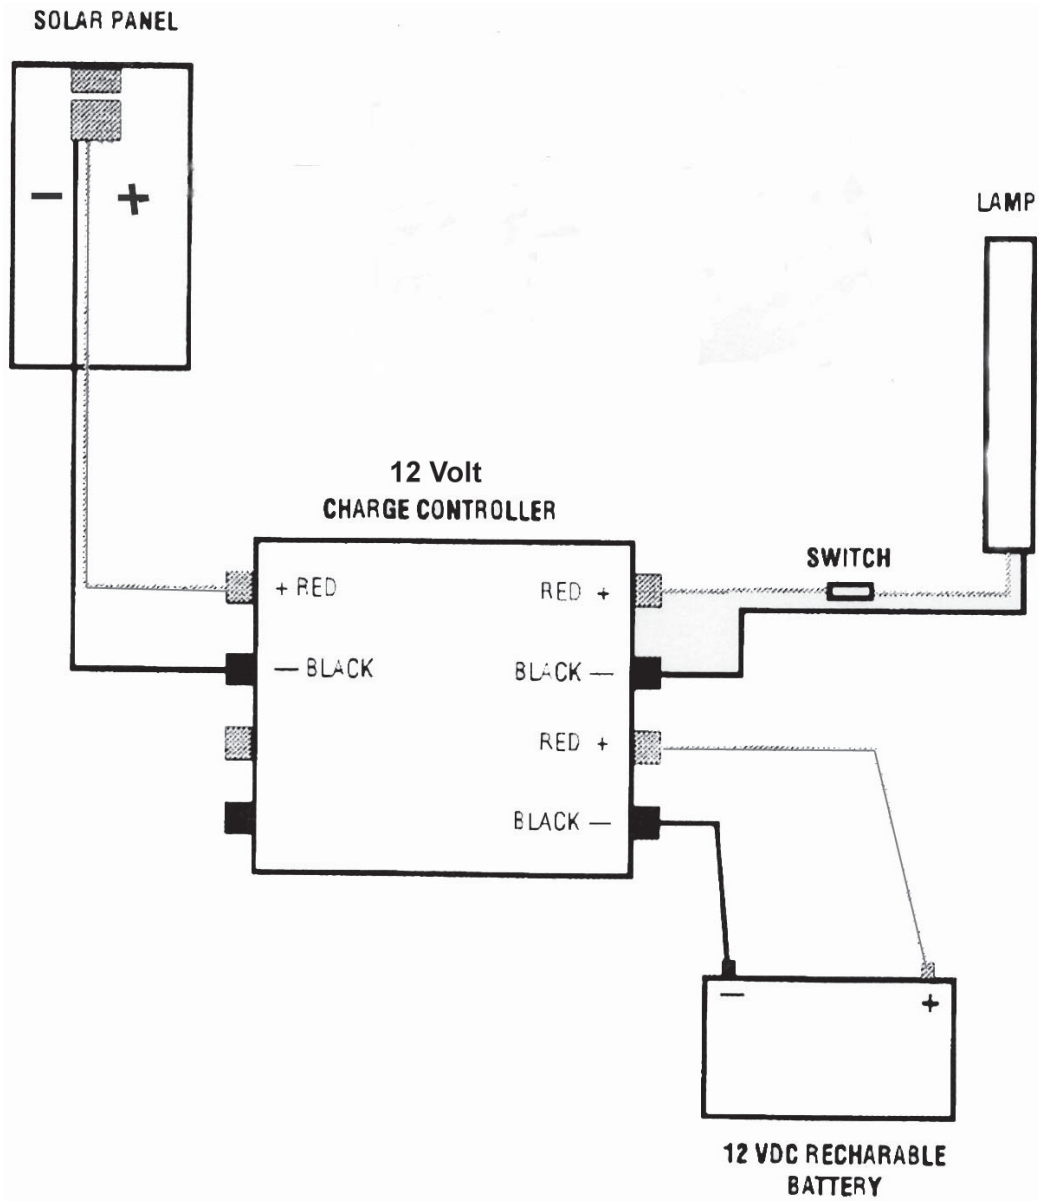 SOLAR PANEL
— +
LAMP
12 Volt
CHARGE CONTROLLER
SWITCH
+ RED
RED +
— BLACK
BLACK —
RED +
BLACK —
— +
12 VDC RECHARABLE
BATTERY